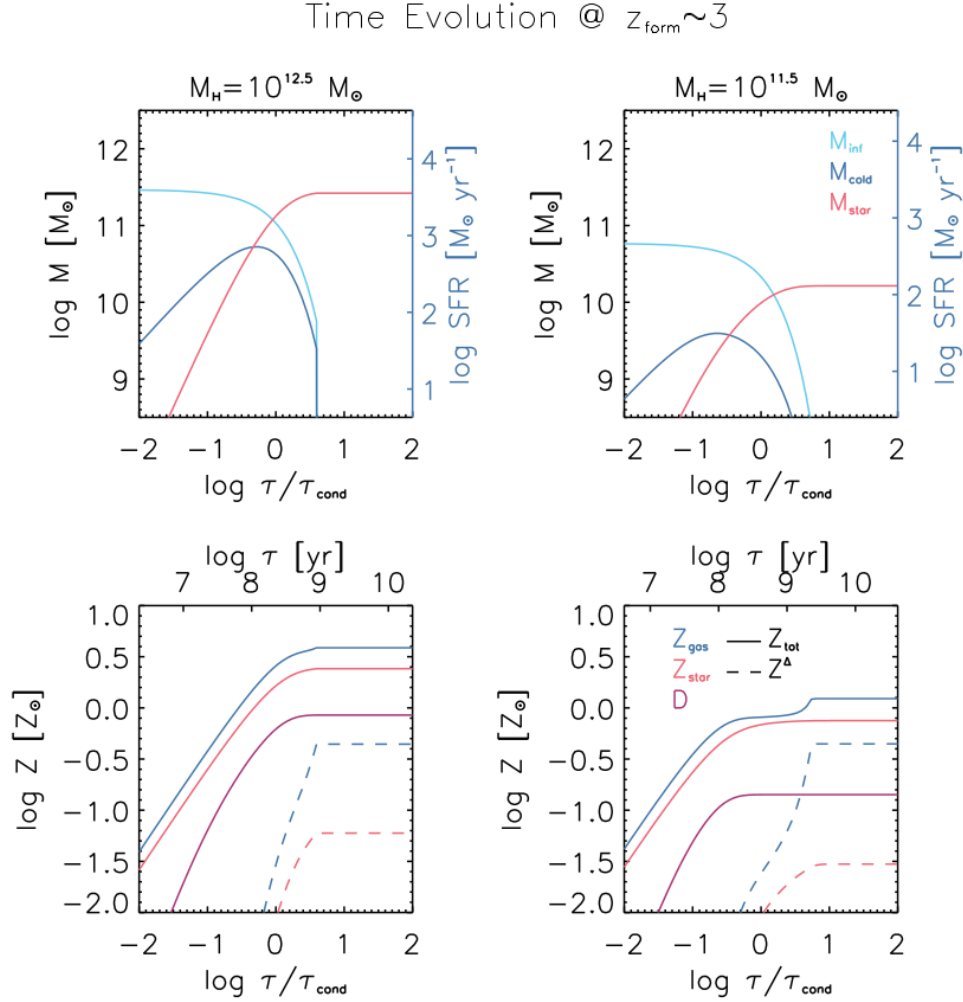 Time Evolution @ z_form~3
M_H=10^12.5 M_⊙
12
11
10
9
log M [M_⊙]
4
3
2
1
log SFR [M_⊙ yr^−1]
−2 −1 0 1 2
log τ/τ_cond
M_H=10^11.5 M_⊙
M_inf
M_cold
M_star
12
11
10
9
log M [M_⊙]
4
3
2
1
log SFR [M_⊙ yr^−1]
−2 −1 0 1 2
log τ/τ_cond
log τ [yr]
7 8 9 10
1.0
0.5
0.0
−0.5
−1.0
−1.5
−2.0
log Z [Z_⊙]
−2 −1 0 1 2
log τ/τ_cond
log τ [yr]
7 8 9 10
Z_gas Z_tot
Z_star Z^Δ
D
1.0
0.5
0.0
−0.5
−1.0
−1.5
−2.0
log Z [Z_⊙]
−2 −1 0 1 2
log τ/τ_cond